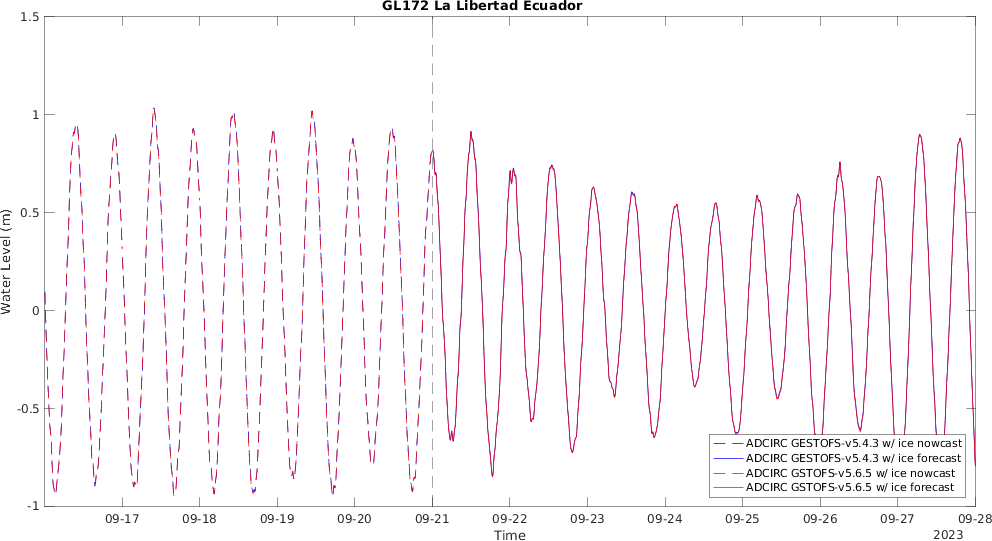 GL172 La Libertad Ecuador
1.5
1
0.5
0
-0.5
-1
Water Level (m)
09-17 09-18 09-19 09-20 09-21 09-22 09-23 09-24 09-25 09-26 09-27 09-28
Time
2023
ADCIRC GESTOFS-v5.4.3 w/ ice nowcast
ADCIRC GESTOFS-v5.4.3 w/ ice forecast
ADCIRC GSTOFS-v5.6.5 w/ ice nowcast
ADCIRC GSTOFS-v5.6.5 w/ ice forecast